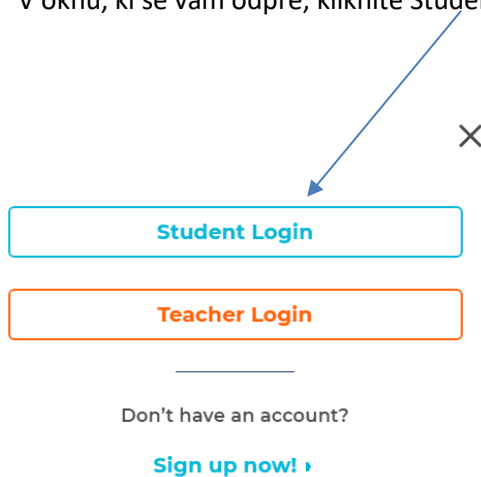 V oknu, ki se vam odpre, kliknite
Student Login
Teacher Login
Don't have an account?
Sign up now!